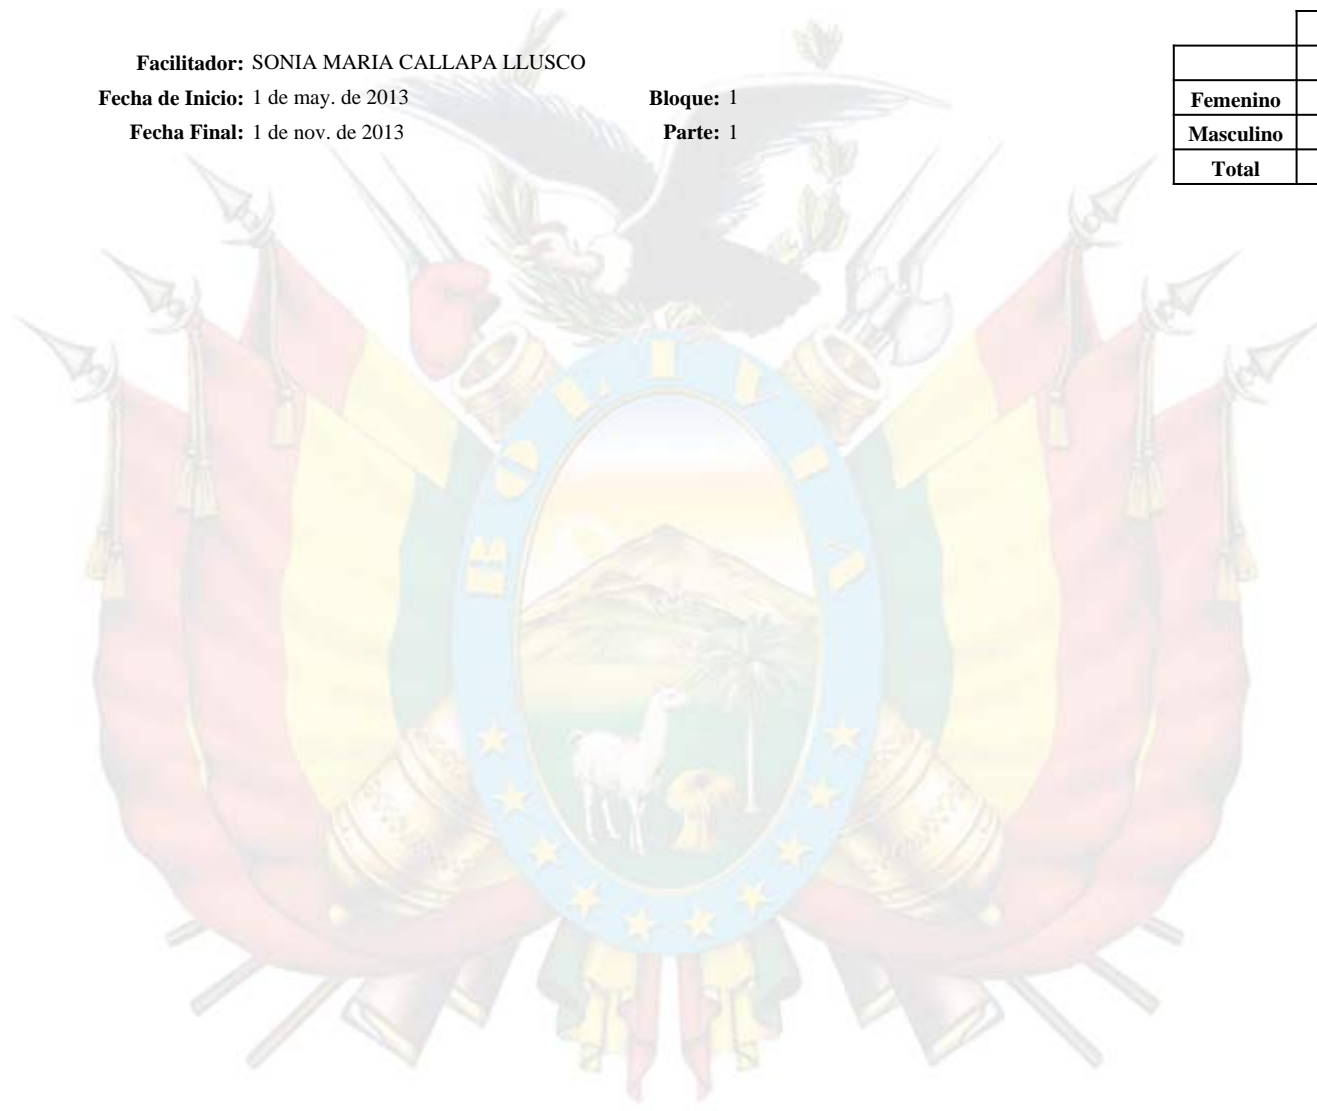 Facilitador: SONIA MARIA CALLAPA LLUSCO
Fecha de Inicio: 1 de may. de 2013 Bloque: 1
Fecha Final: 1 de nov. de 2013 Parte: 1
Femenino
Masculino
Total
BOLIVIA